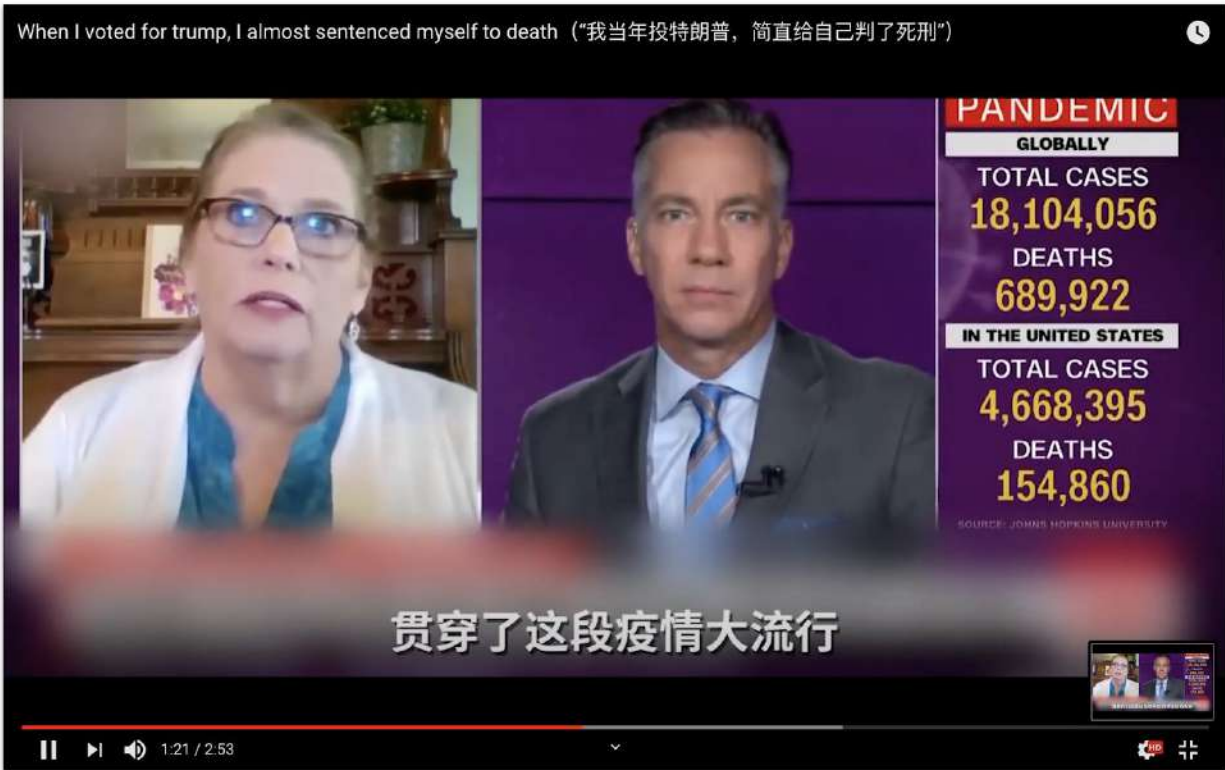 When I voted for trump, I almost sentenced myself to death（“我当年投特朗普，简直给自己判了死刑”）
PANDEMIC
GLOBALLY
TOTAL CASES
18,104,056
DEATHS
689,922
IN THE UNITED STATES
TOTAL CASES
4,668,395
DEATHS
154,860
SOURCE: JOHNS HOPKINS UNIVERSITY
贯穿了这段疫情大流行
1:21 / 2:53
HD